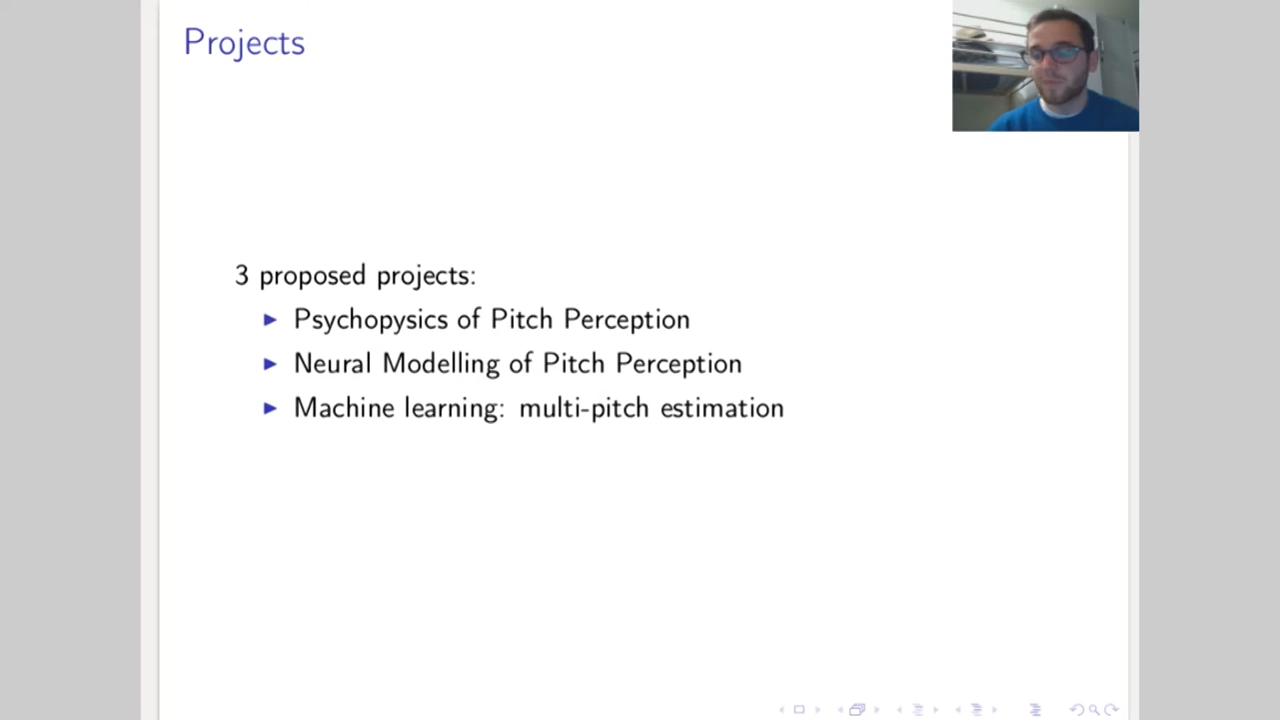 Projects
3 proposed projects:
Psychopysics of Pitch Perception
Neural Modelling of Pitch Perception
Machine learning: multi-pitch estimation